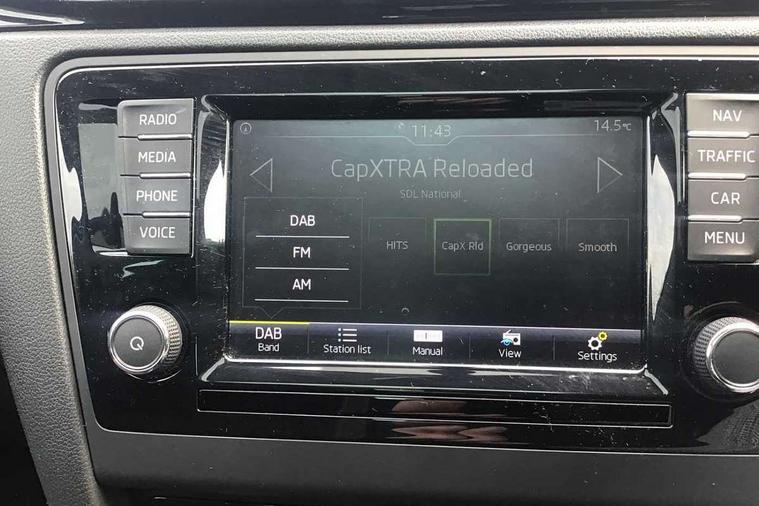 RADIO
MEDIA
PHONE
VOICE
NAV
TRAFFIC
CAR
MENU
11:43
14.5°C
CapXTRA Reloaded
SDL National
DAB
FM
AM
HITS
CapX Rld
Gorgeous
Smooth
DAB
Band
Station list
Manual
View
Settings